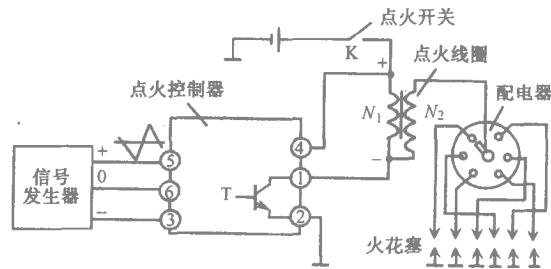 点火开关
K
点火线圈
+
点火控制器
配电器
N₁
N₂
④
+
⑤
信号
发生器
0
⑥
T
①
−
−
③
②
火花塞